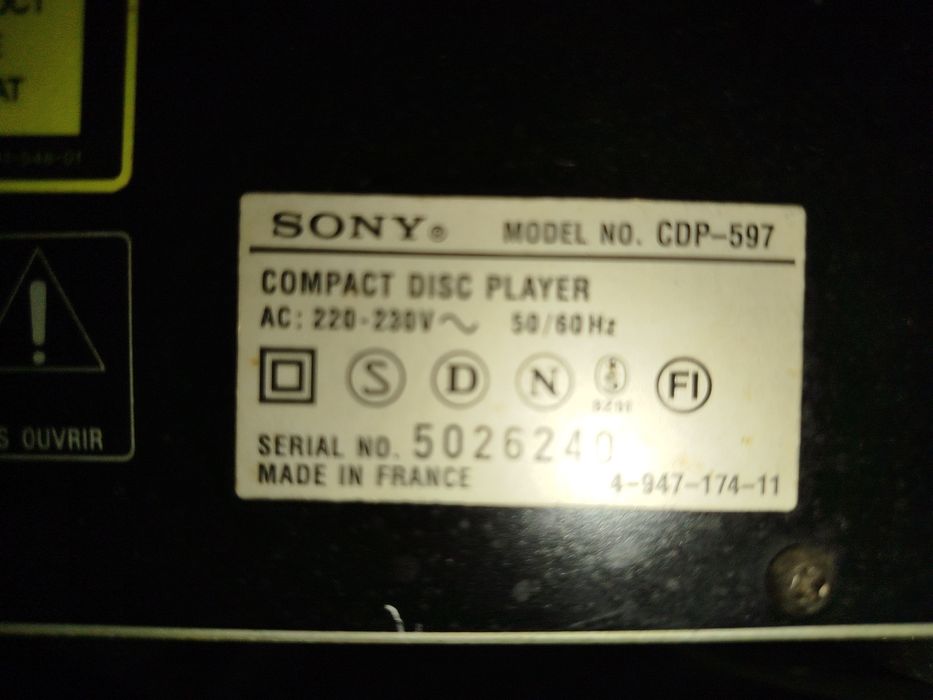 AT
SONY® MODEL NO. CDP-597
COMPACT DISC PLAYER
AC: 220-230V~ 50/60Hz
S D N FI
SERIAL NO. 5026240
MADE IN FRANCE 4-947-174-11
OUVRIR